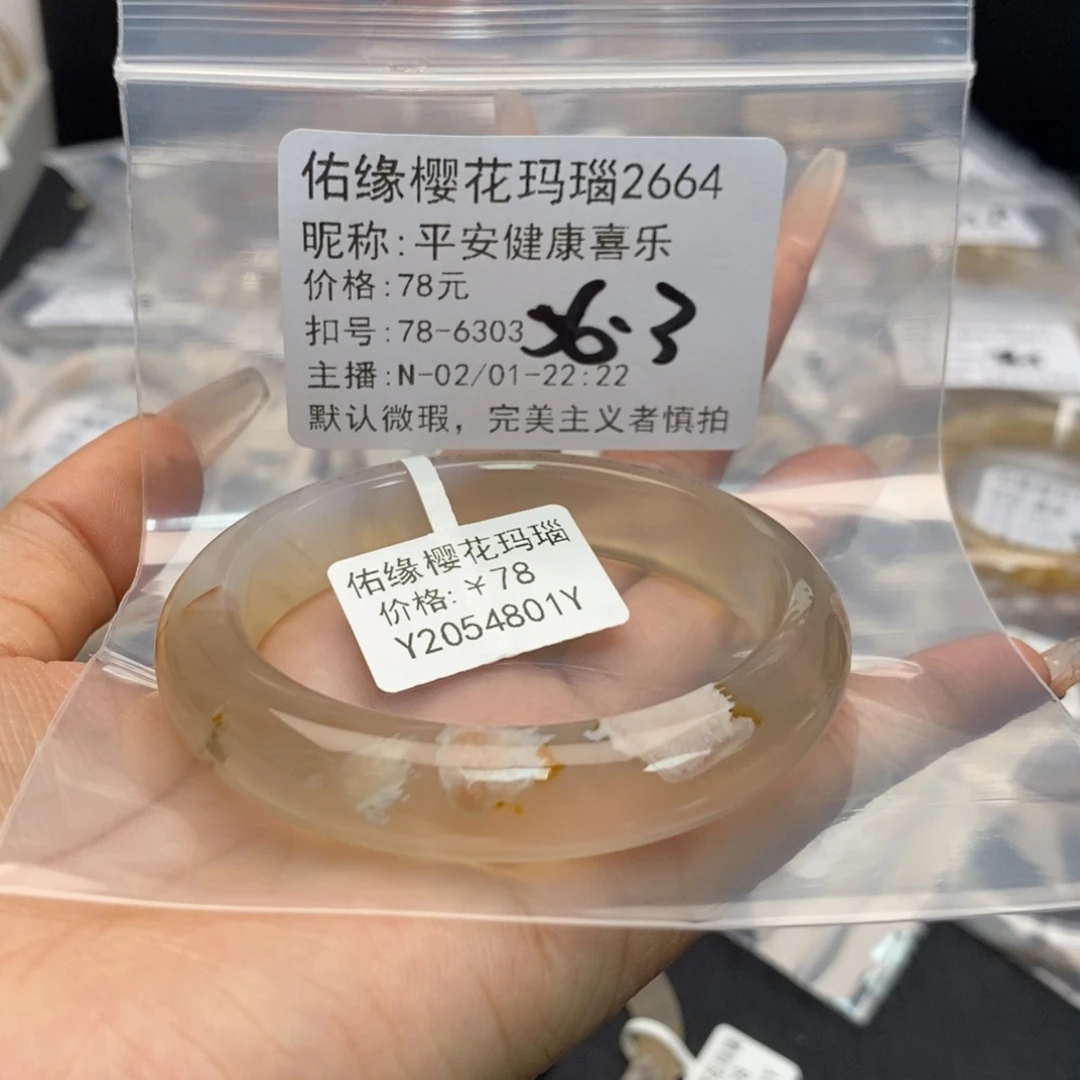 佑缘樱花玛瑙2664
昵称:平安健康喜乐
价格:78元
扣号:78-6303
56.3
主播:N-02/01-22:22
默认微瑕，完美主义者慎拍
佑缘樱花玛瑙
价格:￥78
Y2054801Y